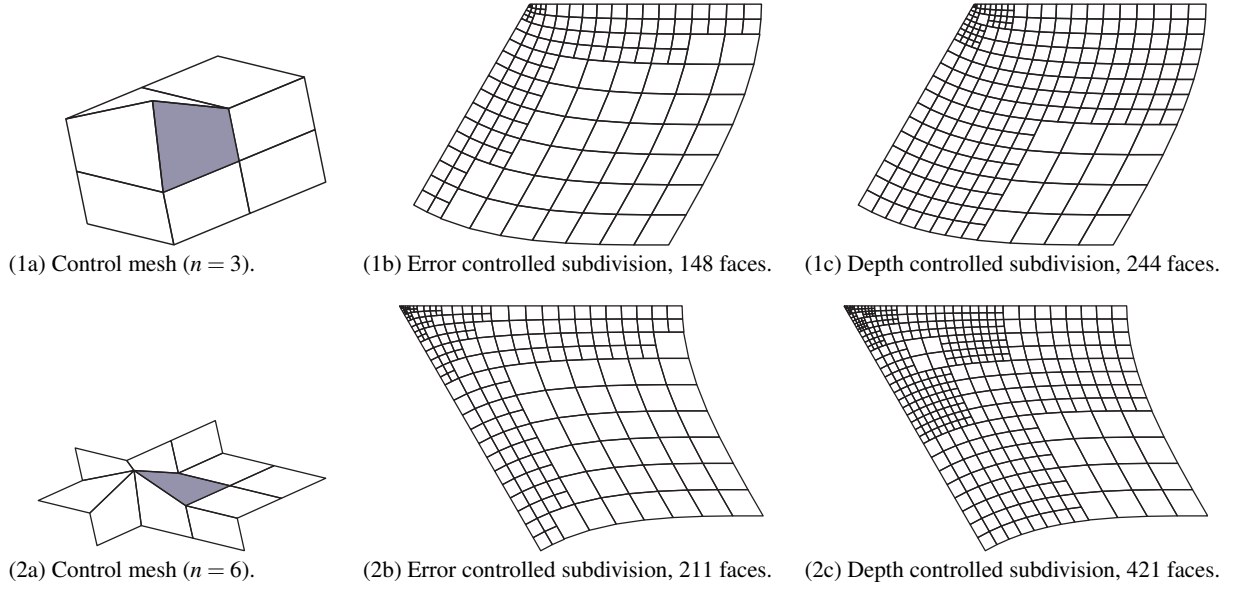 (1a) Control mesh (n = 3).
(1b) Error controlled subdivision, 148 faces.
(1c) Depth controlled subdivision, 244 faces.
(2a) Control mesh (n = 6).
(2b) Error controlled subdivision, 211 faces.
(2c) Depth controlled subdivision, 421 faces.